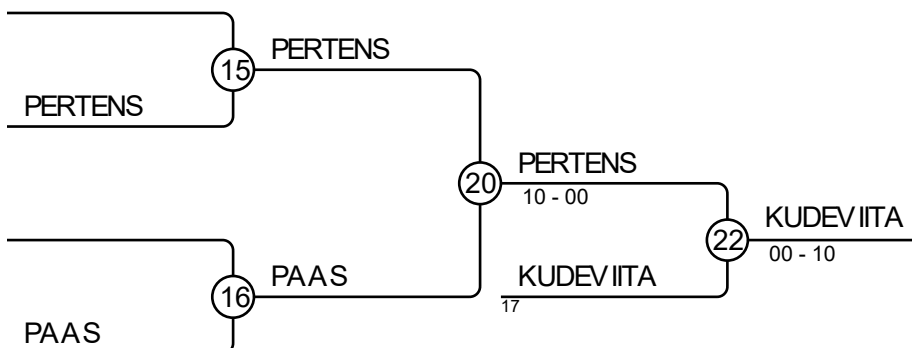 15
PERTENS
PERTENS
20
PERTENS
10 - 00
22
KUDEVIITA
00 - 10
KUDEVIITA
17
16
PAAS
PAAS